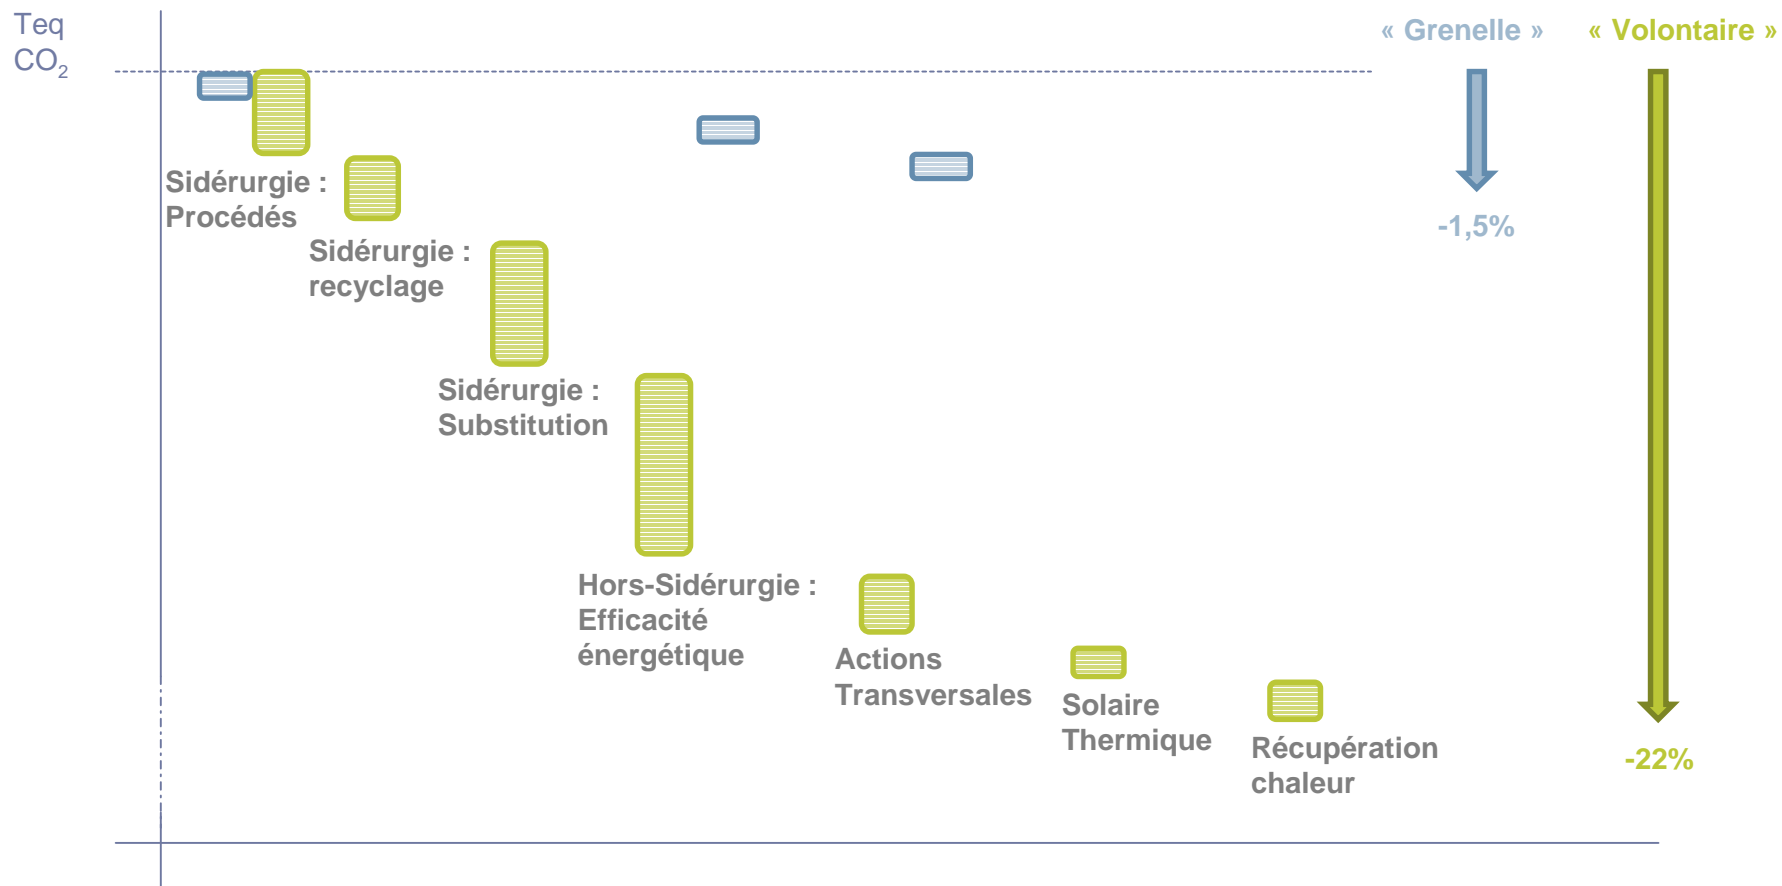 Teq
CO₂
« Grenelle »
« Volontaire »
Sidérurgie :
Procédés
Sidérurgie :
recyclage
Sidérurgie :
Substitution
Hors-Sidérurgie :
Efficacité
énergétique
Actions
Transversales
Solaire
Thermique
Récupération
chaleur
-1,5%
-22%